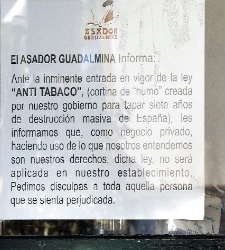 ASADOR
GUADALMINA
El ASADOR GUADALMINA Informa:
Ante la inminente entrada en vigor de la ley
"ANTI TABACO", (cortina de "humo" creada
por nuestro gobierno para tapar siete años
de destrucción masiva de España), les
informamos que, como negocio privado,
haciendo uso de lo que nosotros entendemos
son nuestros derechos, dicha ley, no será
aplicada en nuestro establecimiento.
Pedimos disculpas a toda aquella persona
que se sienta perjudicada.